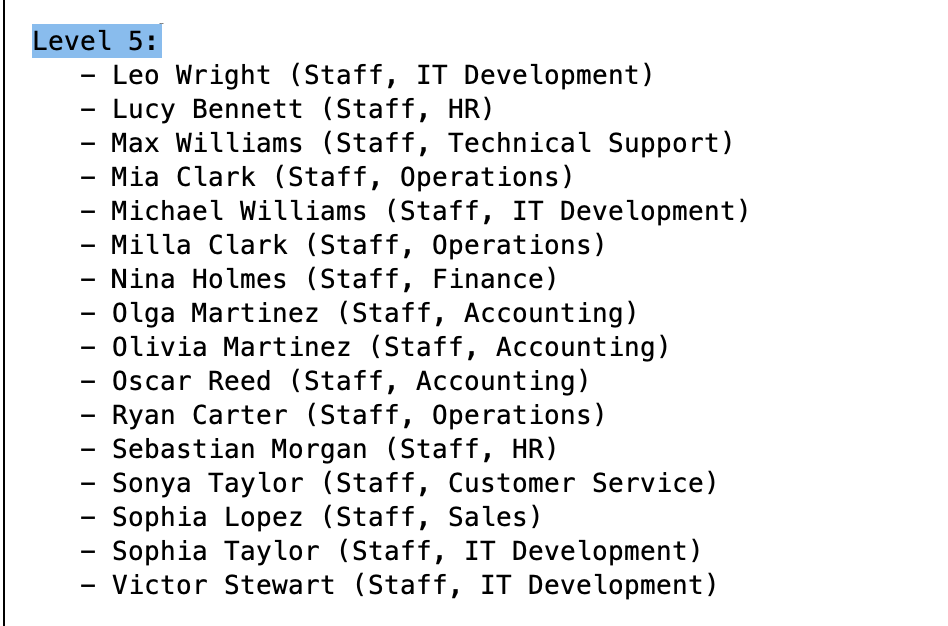 Level 5:
– Leo Wright (Staff, IT Development)
– Lucy Bennett (Staff, HR)
– Max Williams (Staff, Technical Support)
– Mia Clark (Staff, Operations)
– Michael Williams (Staff, IT Development)
– Milla Clark (Staff, Operations)
– Nina Holmes (Staff, Finance)
– Olga Martinez (Staff, Accounting)
– Olivia Martinez (Staff, Accounting)
– Oscar Reed (Staff, Accounting)
– Ryan Carter (Staff, Operations)
– Sebastian Morgan (Staff, HR)
– Sonya Taylor (Staff, Customer Service)
– Sophia Lopez (Staff, Sales)
– Sophia Taylor (Staff, IT Development)
– Victor Stewart (Staff, IT Development)